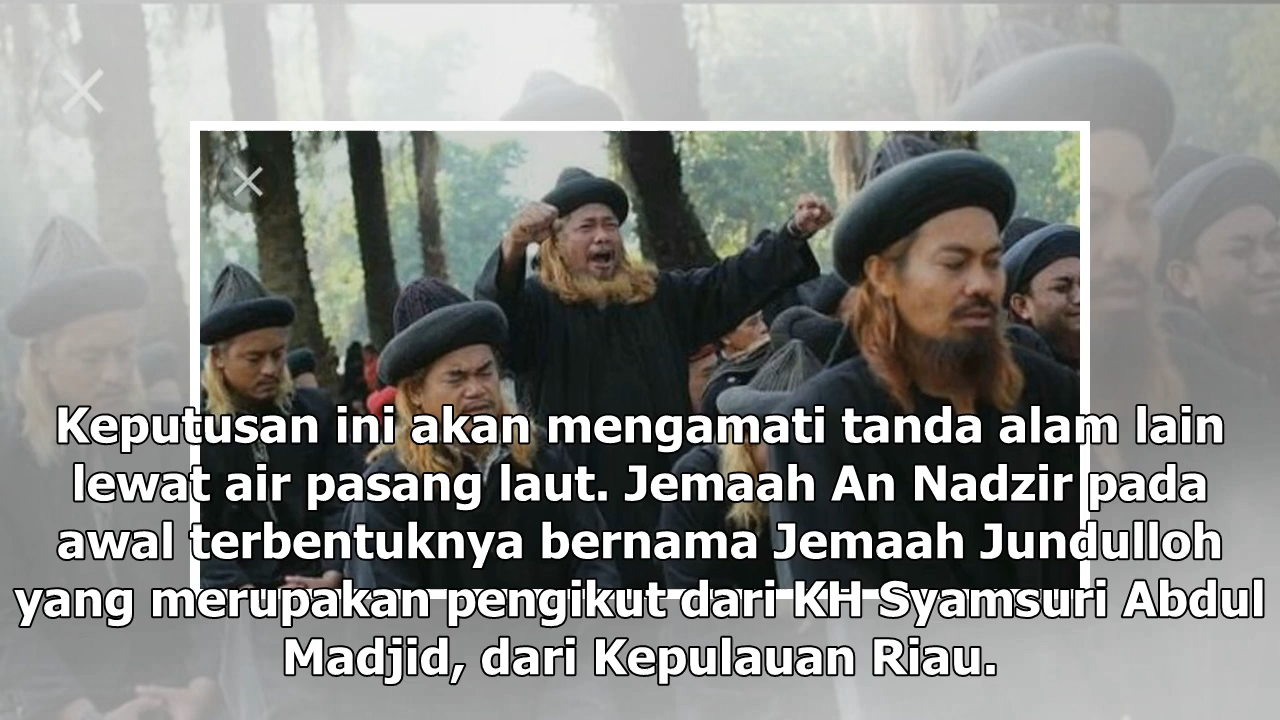 Keputusan ini akan mengamati tanda alam lain
lewat air pasang laut. Jemaah An Nadzir pada
awal terbentuknya bernama Jemaah Jundulloh
yang merupakan pengikut dari KH Syamsuri Abdul
Madjid, dari Kepulauan Riau.